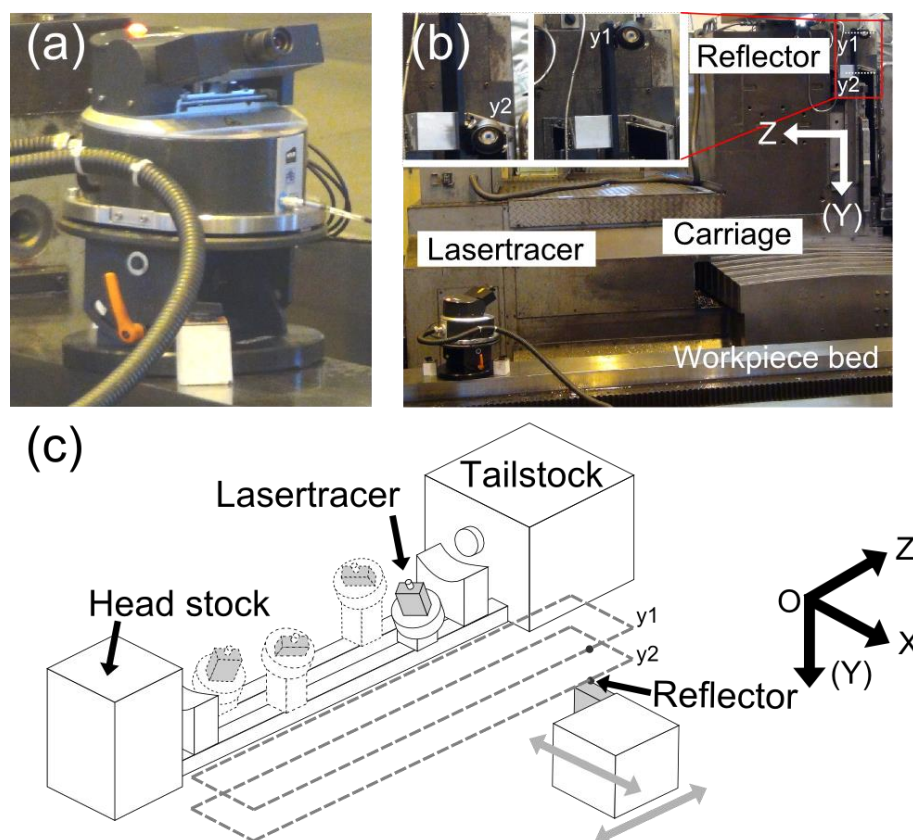 (a)
(b)
y1
y2
Reflector
y1
y2
Z
(Y)
Lasertracer
Carriage
Workpiece bed
(c)
Tailstock
Lasertracer
Head stock
y1
y2
Reflector
Z
O
X
(Y)